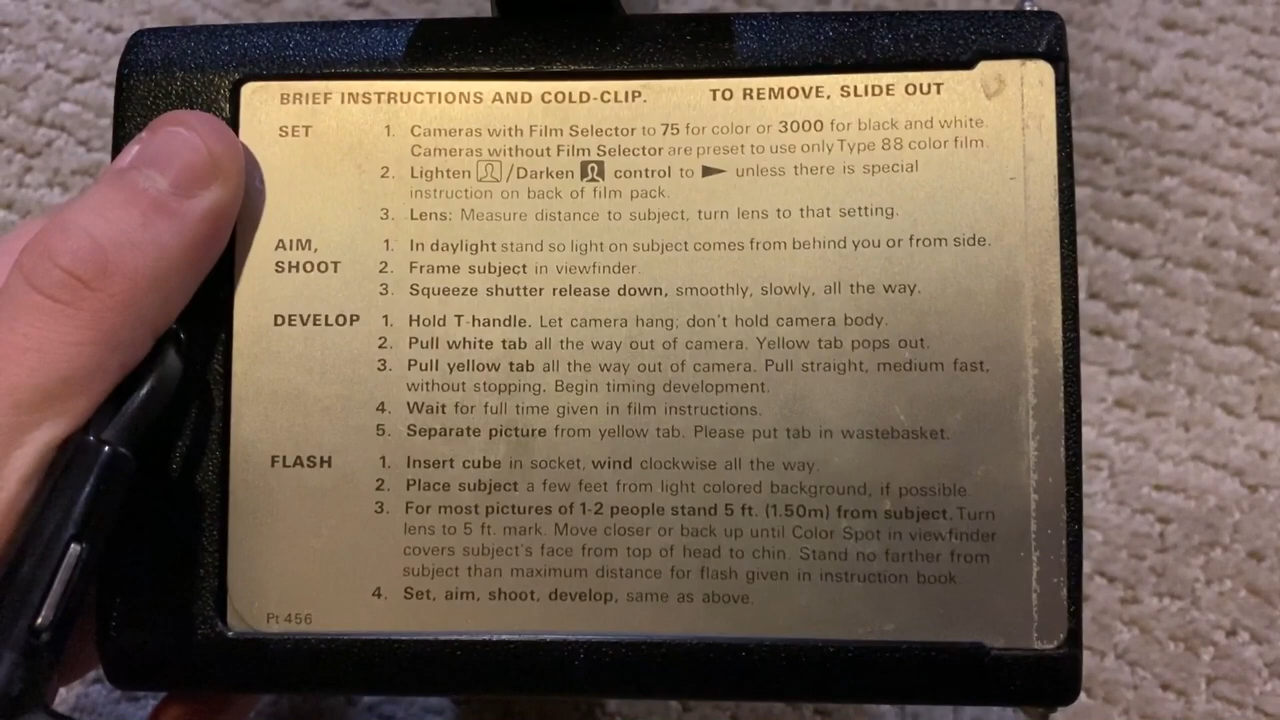 BRIEF INSTRUCTIONS AND COLD-CLIP. TO REMOVE, SLIDE OUT
SET 1. Cameras with Film Selector to 75 for color or 3000 for black and white.
Cameras without Film Selector are preset to use only Type 88 color film.
2. Lighten /Darken control to ► unless there is special
instruction on back of film pack.
3. Lens: Measure distance to subject, turn lens to that setting.
AIM, 1. In daylight stand so light on subject comes from behind you or from side.
SHOOT 2. Frame subject in viewfinder.
3. Squeeze shutter release down, smoothly, slowly, all the way.
DEVELOP 1. Hold T-handle. Let camera hang; don't hold camera body.
2. Pull white tab all the way out of camera. Yellow tab pops out.
3. Pull yellow tab all the way out of camera. Pull straight, medium fast,
without stopping. Begin timing development.
4. Wait for full time given in film instructions.
5. Separate picture from yellow tab. Please put tab in wastebasket.
FLASH 1. Insert cube in socket, wind clockwise all the way.
2. Place subject a few feet from light colored background, if possible
3. For most pictures of 1-2 people stand 5 ft. (1.50m) from subject. Turn
lens to 5 ft. mark. Move closer or back up until Color Spot in viewfinder
covers subject's face from top of head to chin. Stand no farther from
subject than maximum distance for flash given in instruction book.
4. Set, aim, shoot, develop, same as above.
Pt 456